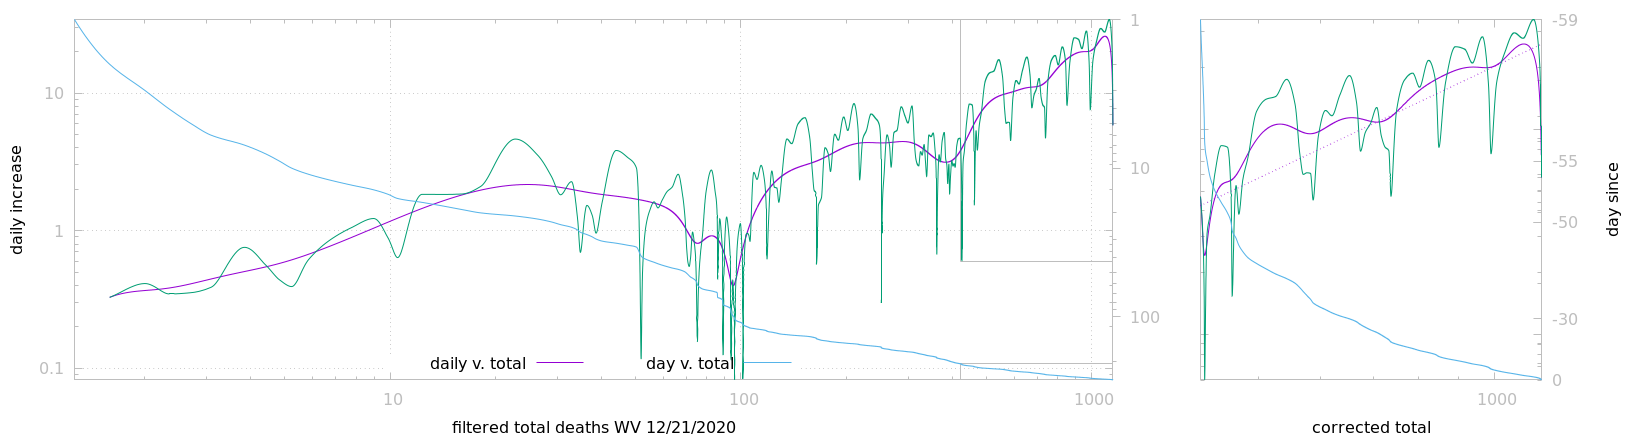 daily increase
10
1
0.1
10
100
1000
1
10
100
daily v. total
day v. total
filtered total deaths WV 12/21/2020
1000
corrected total
-59
-55
-50
-30
0
day since